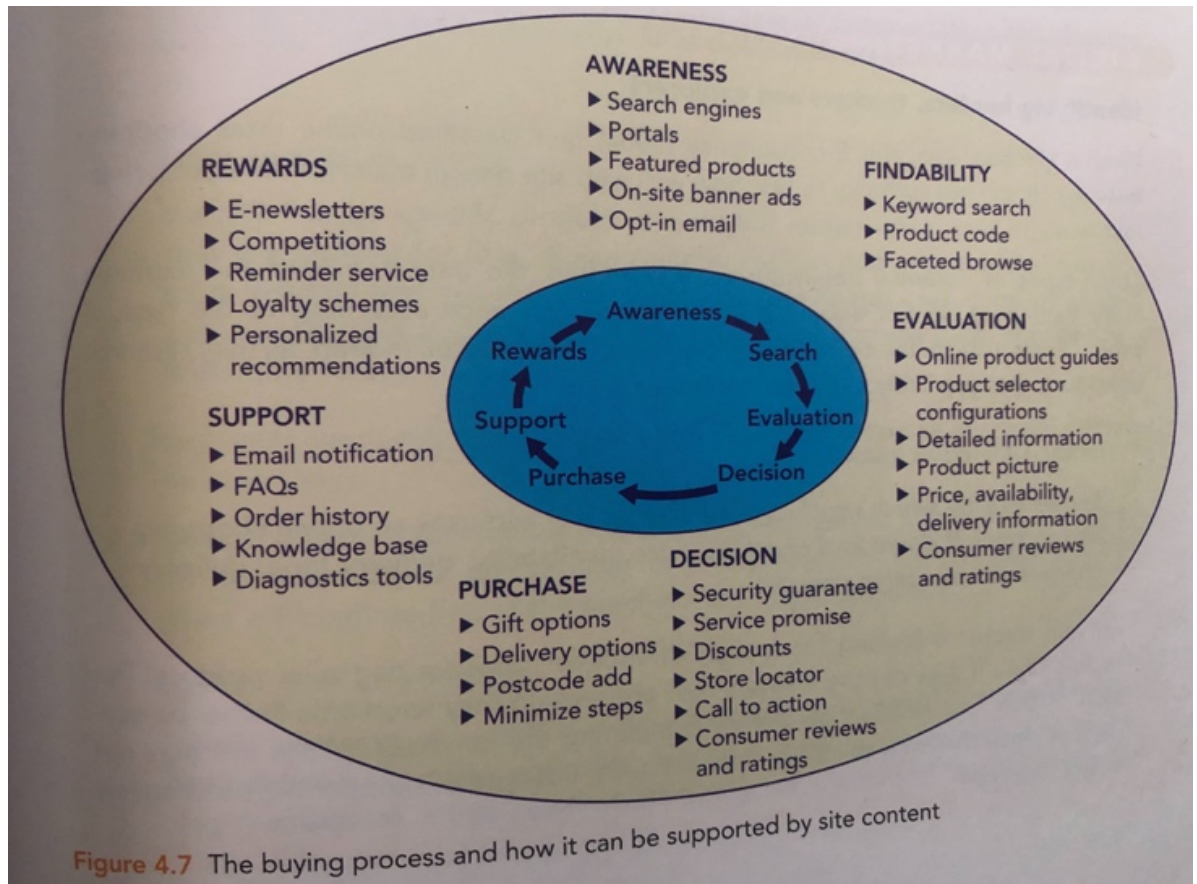 AWARENESS
▶ Search engines
▶ Portals
▶ Featured products
▶ On-site banner ads
▶ Opt-in email
FINDABILITY
▶ Keyword search
▶ Product code
▶ Faceted browse
EVALUATION
▶ Online product guides
▶ Product selector
configurations
▶ Detailed information
▶ Product picture
▶ Price, availability,
delivery information
▶ Consumer reviews
and ratings
DECISION
▶ Security guarantee
▶ Service promise
▶ Discounts
▶ Store locator
▶ Call to action
▶ Consumer reviews
and ratings
PURCHASE
▶ Gift options
▶ Delivery options
▶ Postcode add
▶ Minimize steps
SUPPORT
▶ Email notification
▶ FAQs
▶ Order history
▶ Knowledge base
▶ Diagnostics tools
REWARDS
▶ E-newsletters
▶ Competitions
▶ Reminder service
▶ Loyalty schemes
▶ Personalized
recommendations
Awareness
Search
Evaluation
Decision
Purchase
Support
Rewards
Figure 4.7 The buying process and how it can be supported by site content